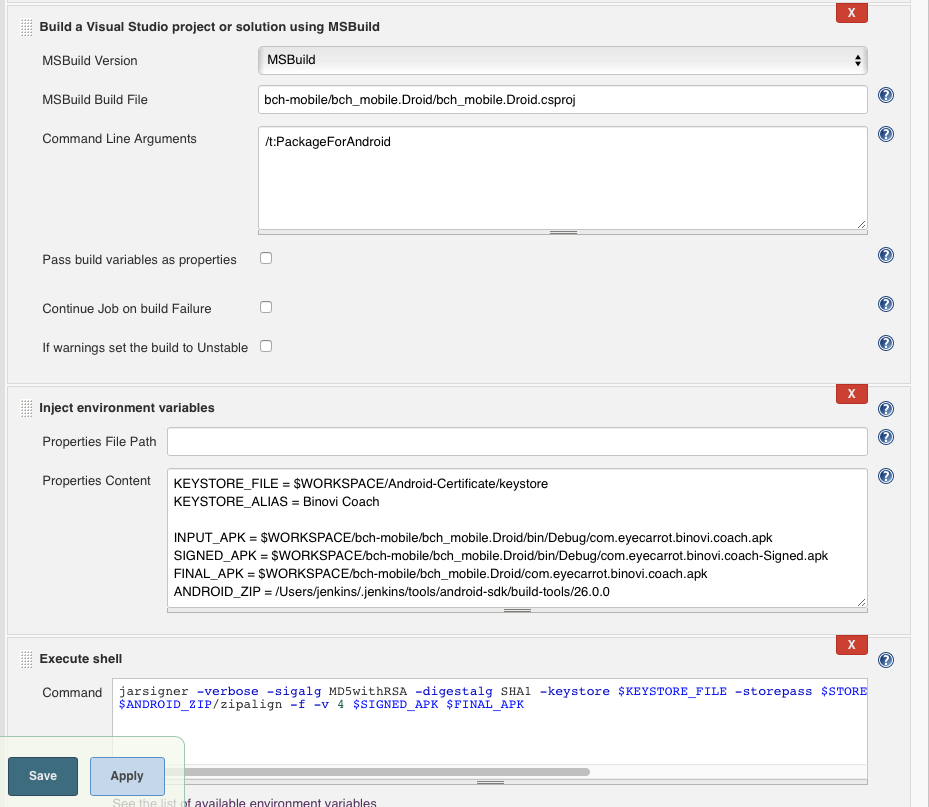 X
Build a Visual Studio project or solution using MSBuild
MSBuild Version
MSBuild
MSBuild Build File
bch-mobile/bch_mobile.Droid/bch_mobile.Droid.csproj
?
Command Line Arguments
/t:PackageForAndroid
?
Pass build variables as properties
?
Continue Job on build Failure
?
If warnings set the build to Unstable
?
X
Inject environment variables
?
Properties File Path
?
Properties Content
?
KEYSTORE_FILE = $WORKSPACE/Android-Certificate/keystore
KEYSTORE_ALIAS = Binovi Coach
INPUT_APK = $WORKSPACE/bch-mobile/bch_mobile.Droid/bin/Debug/com.eyecarrot.binovi.coach.apk
SIGNED_APK = $WORKSPACE/bch-mobile/bch_mobile.Droid/bin/Debug/com.eyecarrot.binovi.coach-Signed.apk
FINAL_APK = $WORKSPACE/bch-mobile/bch_mobile.Droid/com.eyecarrot.binovi.coach.apk
ANDROID_ZIP = /Users/jenkins/.jenkins/tools/android-sdk/build-tools/26.0.0
X
Execute shell
?
Command
jarsigner -verbose -sigalg MD5withRSA -digestalg SHA1 -keystore $KEYSTORE_FILE -storepass $STORE
$ANDROID_ZIP/zipalign -f -v 4 $SIGNED_APK $FINAL_APK
Save
Apply
See the list of available environment variables